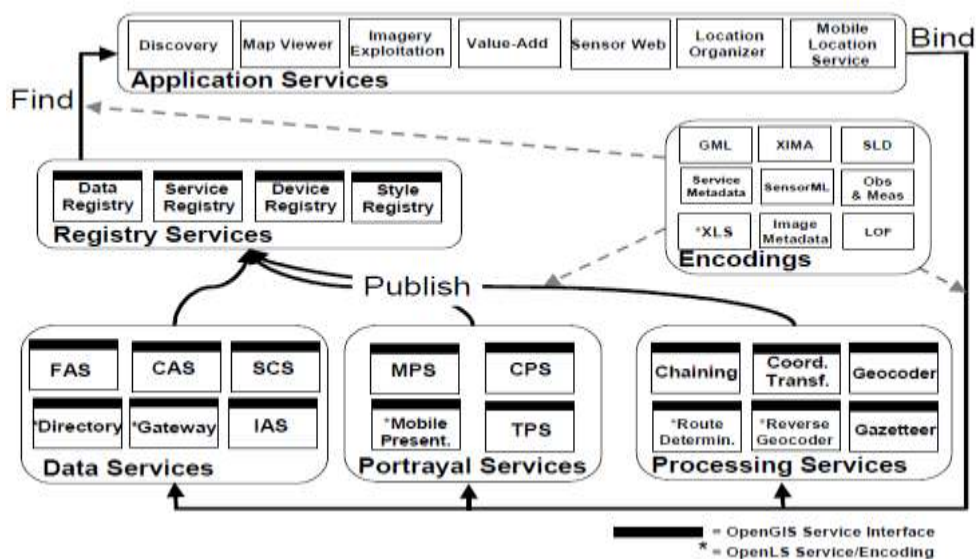 Discovery
Map Viewer
Imagery
Exploitation
Value-Add
Sensor Web
Location
Organizer
Mobile
Location
Service
Application Services
Bind
Find
GML
XIMA
SLD
Service
Metadata
SensorML
Obs
& Meas
*XLS
Image
Metadata
LOF
Encodings
Data
Registry
Service
Registry
Device
Registry
Style
Registry
Registry Services
Publish
FAS
CAS
SCS
*Directory
*Gateway
IAS
Data Services
MPS
CPS
*Mobile
Present.
TPS
Portrayal Services
Chaining
Coord.
Transf.
Geocoder
*Route
Determin.
*Reverse
Geocoder
Gazetteer
Processing Services
= OpenGIS Service Interface
* = OpenLS Service/Encoding